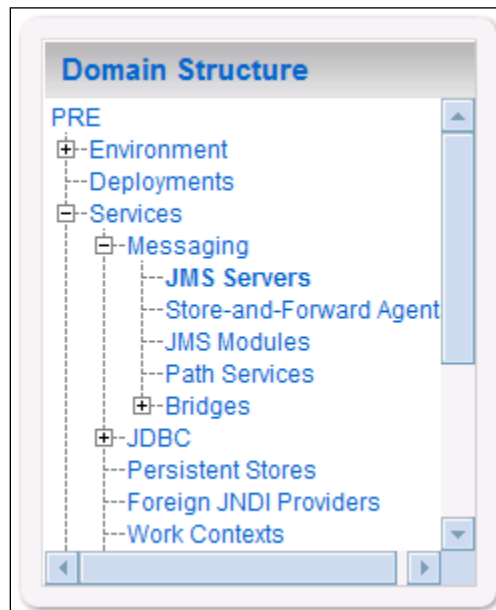 Domain Structure
PRE
Environment
Deployments
Services
Messaging
JMS Servers
Store-and-Forward Agent
JMS Modules
Path Services
Bridges
JDBC
Persistent Stores
Foreign JNDI Providers
Work Contexts